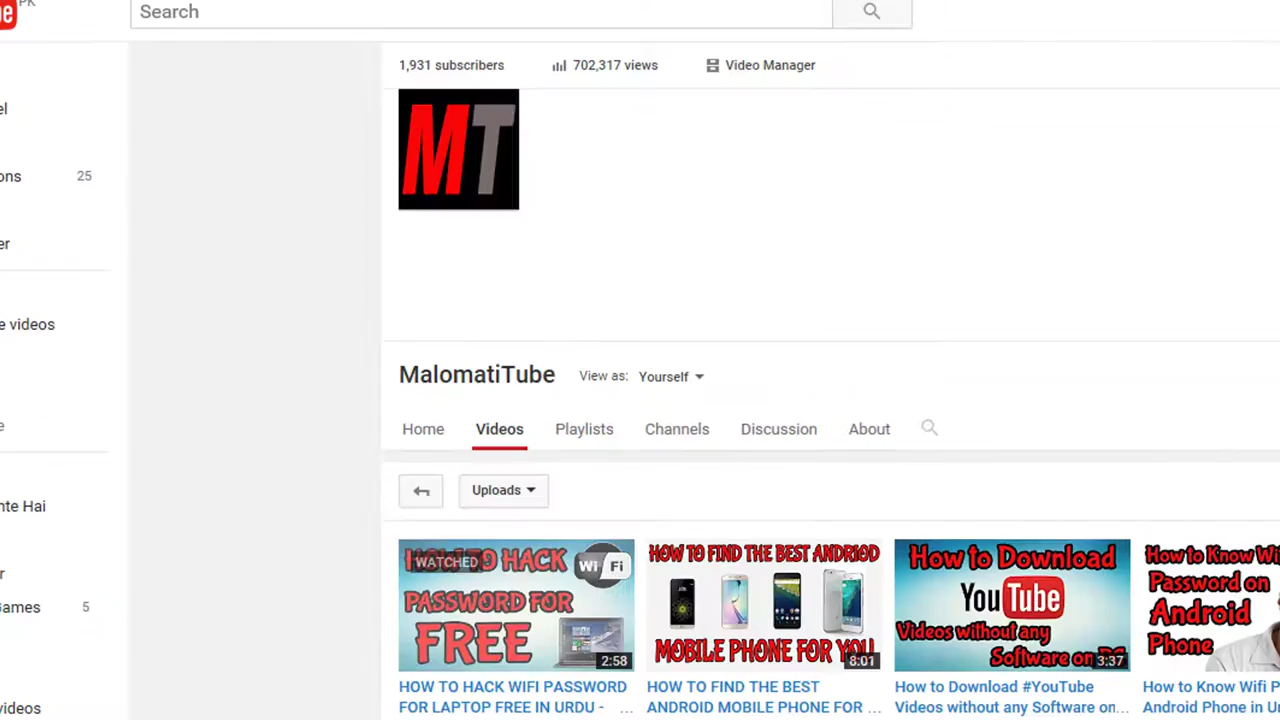 PK
Search
1,931 subscribers 702,317 views Video Manager
MT
25
e videos
nte Hai
5
MalomatiTube View as: Yourself
Home Videos Playlists Channels Discussion About
Uploads
WATCHED
HOW TO HACK
Wi Fi
PASSWORD FOR
FREE
2:58
HOW TO FIND THE BEST ANDRIOD
MOBILE PHONE FOR YOU
8:01
How to Download
YouTube
Videos without any
Software on PC
3:37
How to Know Wi
Password on
Android
Phone
HOW TO HACK WIFI PASSWORD
FOR LAPTOP FREE IN URDU - ...
HOW TO FIND THE BEST
ANDROID MOBILE PHONE FOR ...
How to Download #YouTube
Videos without any Software on...
How to Know Wifi P
Android Phone in U